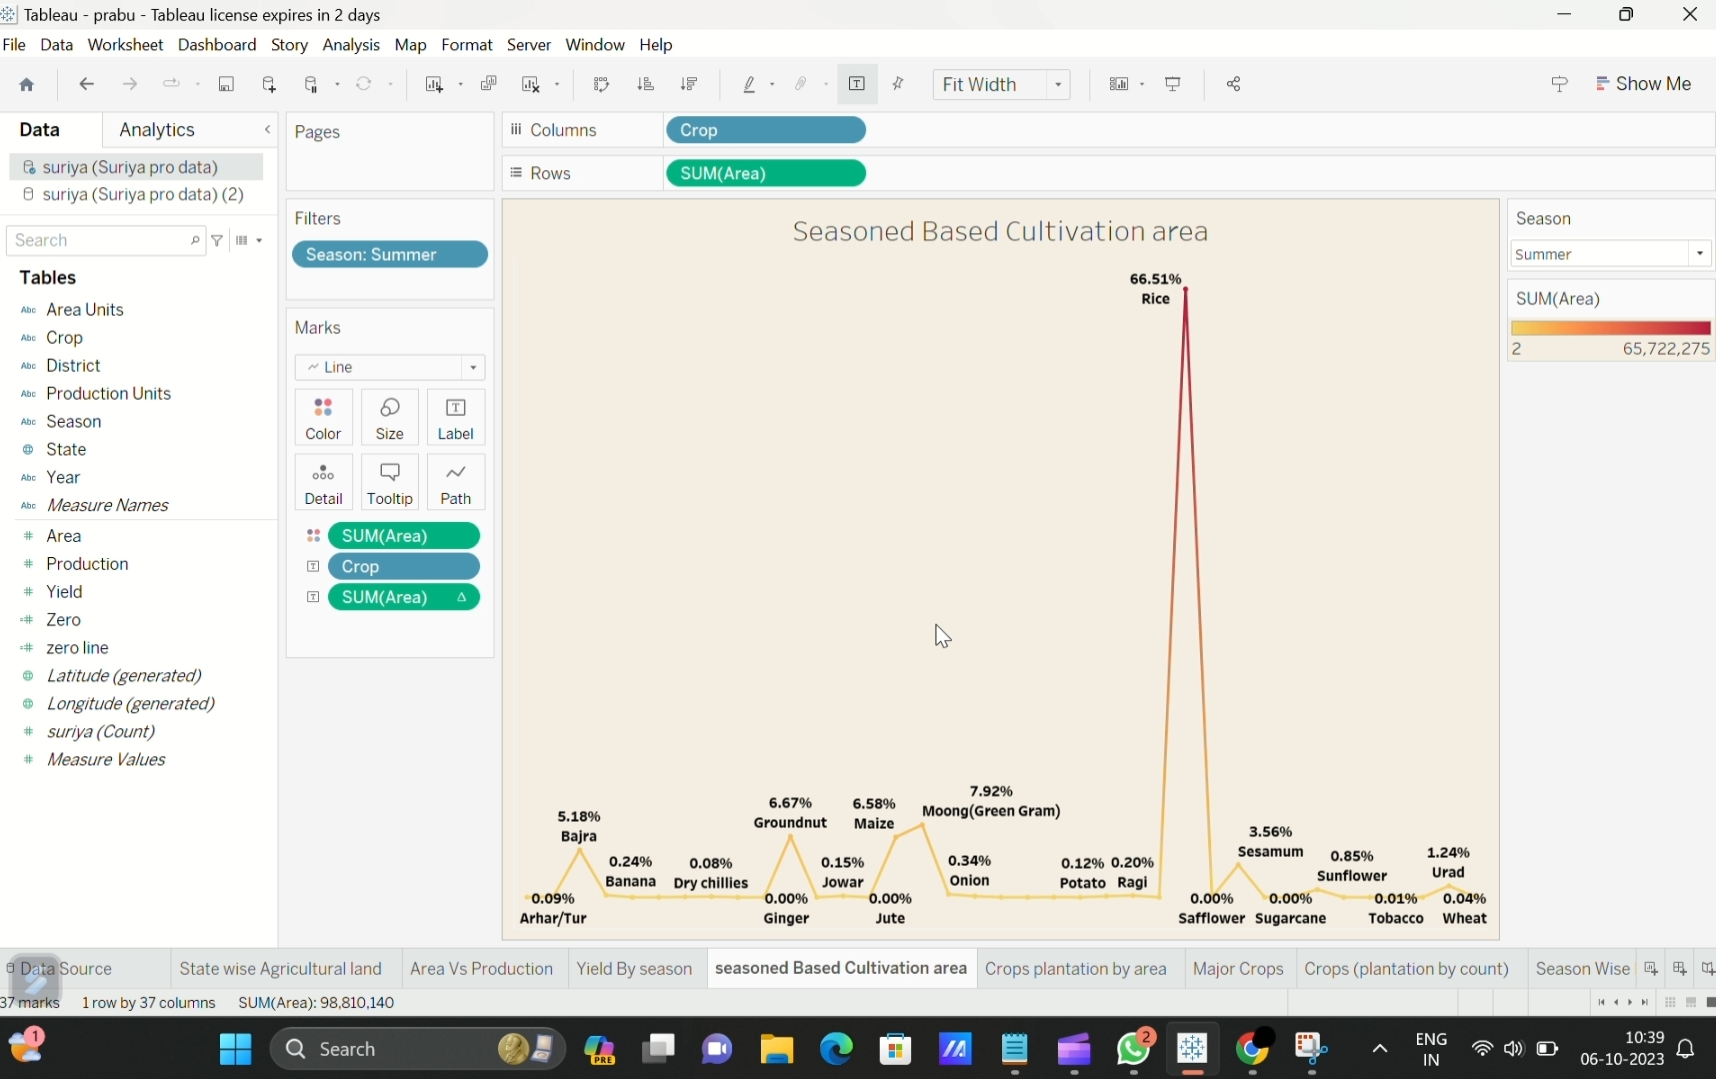 Tableau - prabu - Tableau license expires in 2 days
File Data Worksheet Dashboard Story Analysis Map Format Server Window Help
Fit Width
Show Me
Data Analytics
suriya (Suriya pro data)
suriya (Suriya pro data) (2)
Search
Tables
Abc Area Units
Abc Crop
Abc District
Abc Production Units
Abc Season
State
Abc Year
Abc Measure Names
# Area
# Production
# Yield
# Zero
# zero line
Latitude (generated)
Longitude (generated)
# suriya (Count)
# Measure Values
Pages
Filters
Season: Summer
Marks
Line
Color Size Label
Detail Tooltip Path
SUM(Area)
Crop
SUM(Area) Δ
iii Columns Crop
Rows SUM(Area)
Seasoned Based Cultivation area
66.51%
Rice
7.92%
Moong(Green Gram)
6.67%
Groundnut
6.58%
Maize
5.18%
Bajra
3.56%
Sesamum
1.24%
Urad
0.85%
Sunflower
0.24%
Banana
0.08%
Dry chillies
0.15%
Jowar
0.34%
Onion
0.12%
Potato
0.20%
Ragi
0.09%
Arhar/Tur
0.00%
Ginger
0.00%
Jute
0.00%
Safflower
0.00%
Sugarcane
0.01%
Tobacco
0.04%
Wheat
Season
Summer
SUM(Area)
2 65,722,275
Data Source State wise Agricultural land Area Vs Production Yield By season seasoned Based Cultivation area Crops plantation by area Major Crops Crops (plantation by count) Season Wise
37 marks 1 row by 37 columns SUM(Area): 98,810,140
1
Search
PRE
2
ENG
IN
10:39
06-10-2023